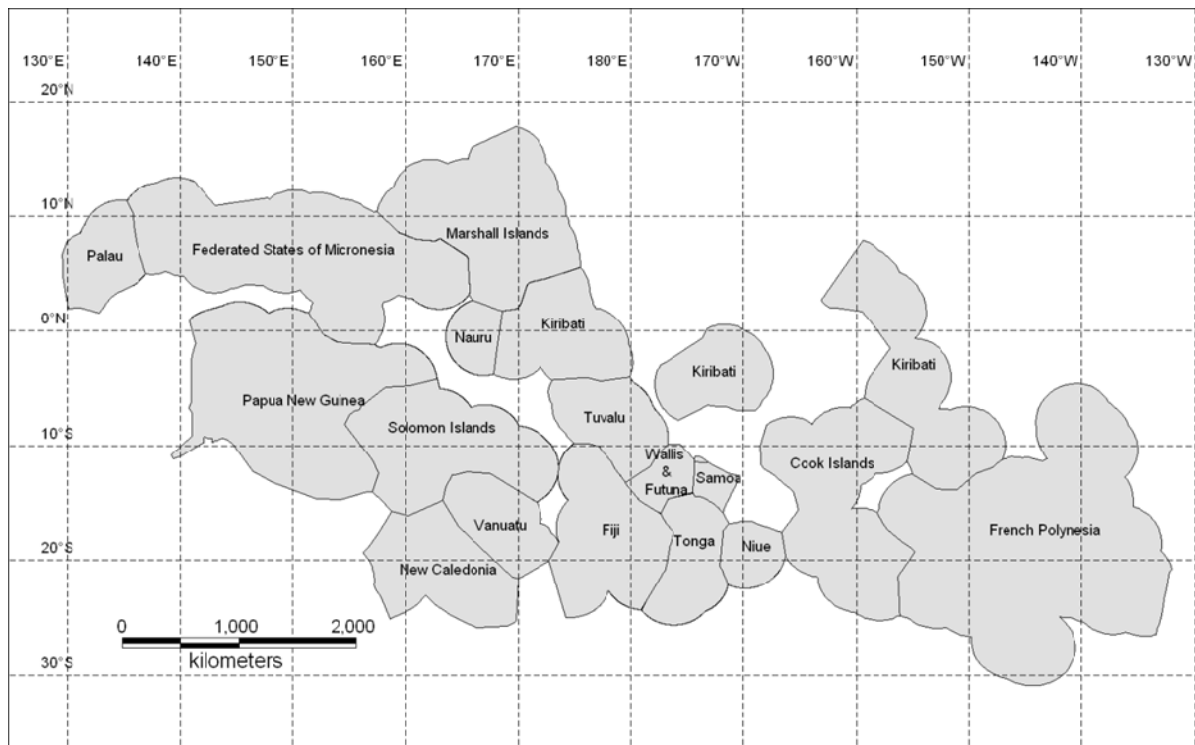 130°E 140°E 150°E 160°E 170°E 180°E 170°W 160°W 150°W 140°W 130°W
20°N
10°N
Marshall Islands
Federated States of Micronesia
Palau
0°N
Kiribati
Nauru
Kiribati
Kiribati
Papua New Guinea
Tuvalu
Solomon Islands
10°S
Wallis
&
Futuna
Cook Islands
Samoa
Vanuatu
Fiji
French Polynesia
Tonga
Niue
20°S
New Caledonia
0 1,000 2,000
kilometers
30°S